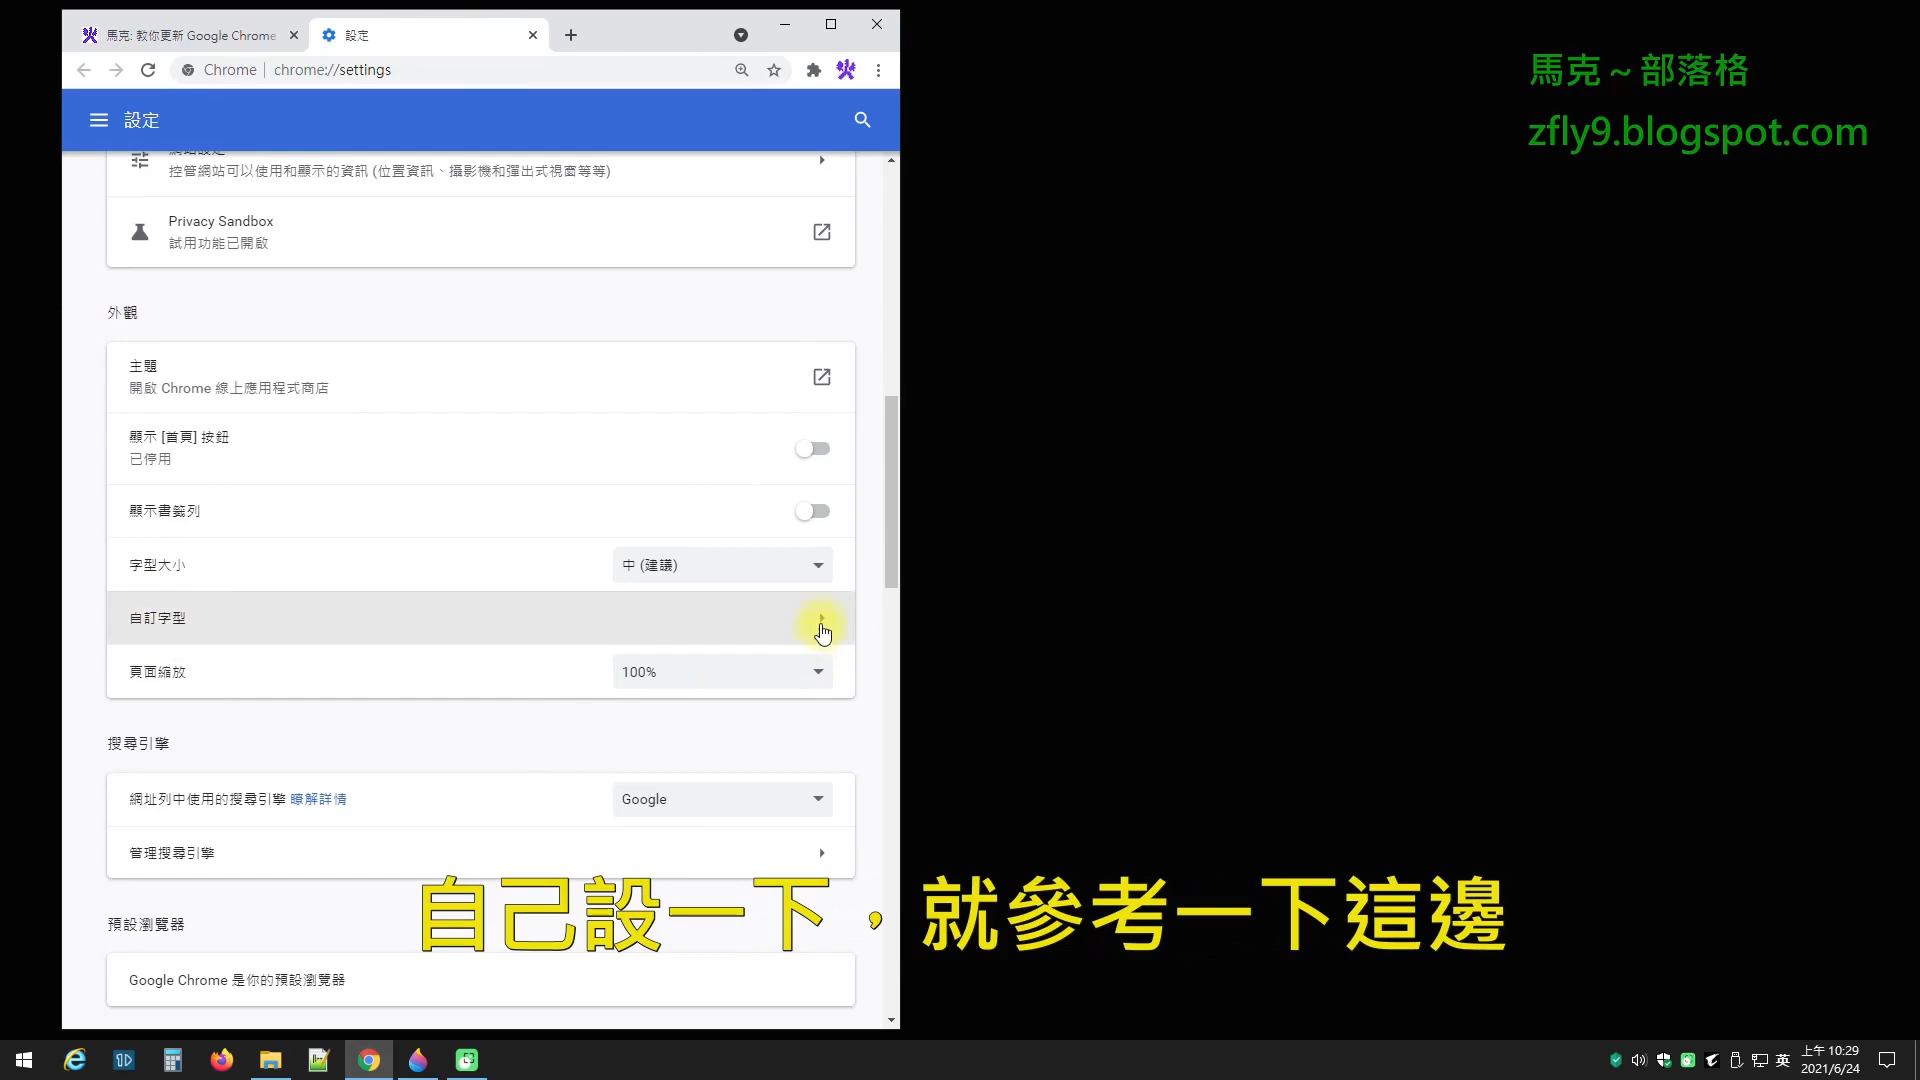 馬克: 教你更新 Google Chrome
設定
Chrome
chrome://settings
設定
網站設定
控管網站可以使用和顯示的資訊 (位置資訊、攝影機和彈出式視窗等等)
Privacy Sandbox
試用功能已開啟
外觀
主題
開啟 Chrome 線上應用程式商店
顯示 [首頁] 按鈕
已停用
顯示書籤列
字型大小
中 (建議)
自訂字型
頁面縮放
100%
搜尋引擎
網址列中使用的搜尋引擎 瞭解詳情
Google
管理搜尋引擎
預設瀏覽器
Google Chrome 是你的預設瀏覽器
馬克～部落格
zfly9.blogspot.com
自己設一下，就參考一下這邊
英
上午 10:29
2021/6/24